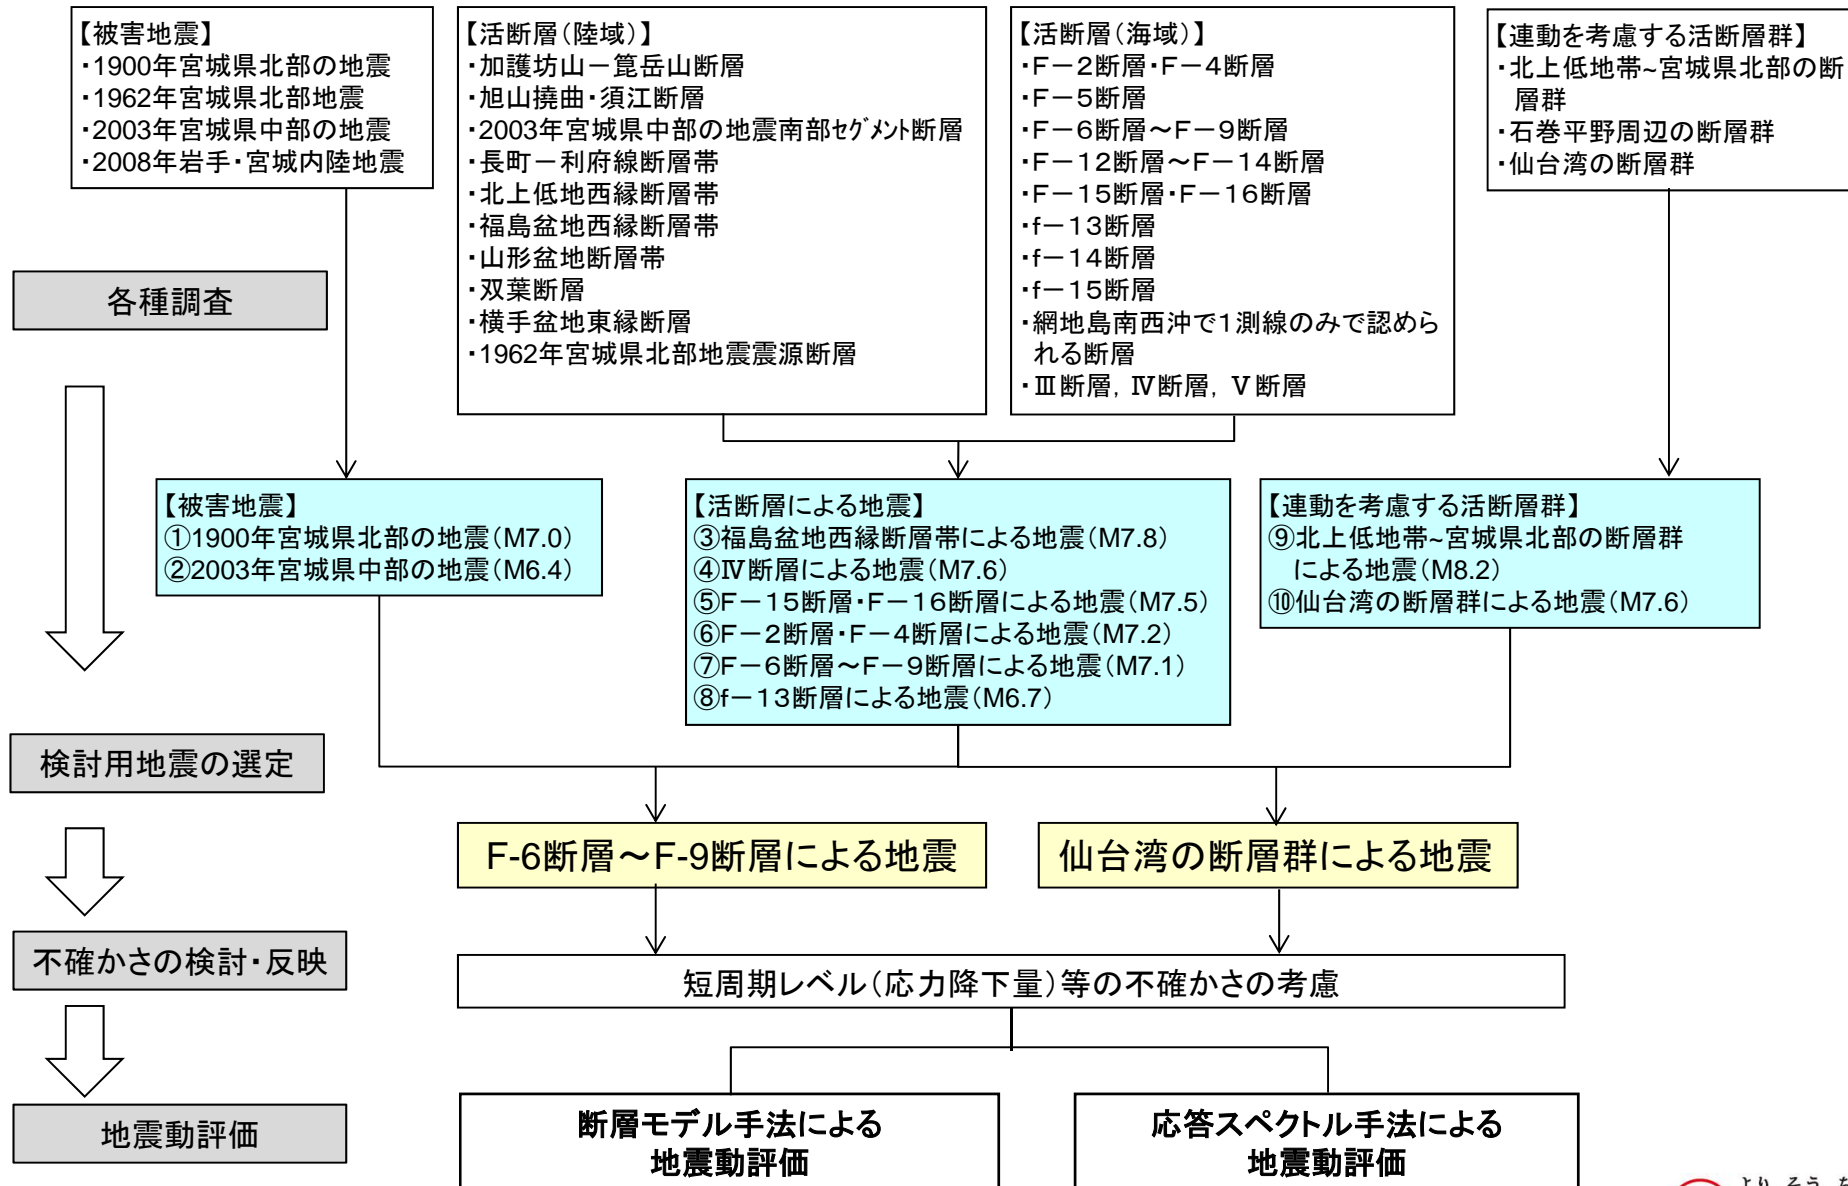 【被害地震】
・1900年宮城県北部の地震
・1962年宮城県北部地震
・2003年宮城県中部の地震
・2008年岩手・宮城内陸地震
【活断層（陸域）】
・加護坊山－箟岳山断層
・旭山撓曲・須江断層
・2003年宮城県中部の地震南部ｾｸﾞﾒﾝﾄ断層
・長町－利府線断層帯
・北上低地西縁断層帯
・福島盆地西縁断層帯
・山形盆地断層帯
・双葉断層
・横手盆地東縁断層
・1962年宮城県北部地震震源断層
【活断層（海域）】
・Ｆ－２断層・Ｆ－４断層
・Ｆ－５断層
・Ｆ－６断層～Ｆ－９断層
・Ｆ－１２断層～Ｆ－１４断層
・Ｆ－１５断層・Ｆ－１６断層
・f－１３断層
・f－１４断層
・f－１５断層
・網地島南西沖で１測線のみで認めら
れる断層
・Ⅲ断層，Ⅳ断層，Ⅴ断層
【連動を考慮する活断層群】
・北上低地帯~宮城県北部の断
層群
・石巻平野周辺の断層群
・仙台湾の断層群
各種調査
【被害地震】
①1900年宮城県北部の地震（M7.0）
②2003年宮城県中部の地震（M6.4）
【活断層による地震】
③福島盆地西縁断層帯による地震（M7.8）
④Ⅳ断層による地震（M7.6）
⑤Ｆ－１５断層・Ｆ－１６断層による地震（M7.5）
⑥Ｆ－２断層・Ｆ－４断層による地震（M7.2）
⑦Ｆ－６断層～Ｆ－９断層による地震（M7.1）
⑧f－１３断層による地震（M6.7）
【連動を考慮する活断層群】
⑨北上低地帯~宮城県北部の断層群
による地震（M8.2）
⑩仙台湾の断層群による地震（M7.6）
検討用地震の選定
F-6断層～F-9断層による地震
仙台湾の断層群による地震
不確かさの検討・反映
短周期レベル（応力降下量）等の不確かさの考慮
地震動評価
断層モデル手法による
地震動評価
応答スペクトル手法による
地震動評価